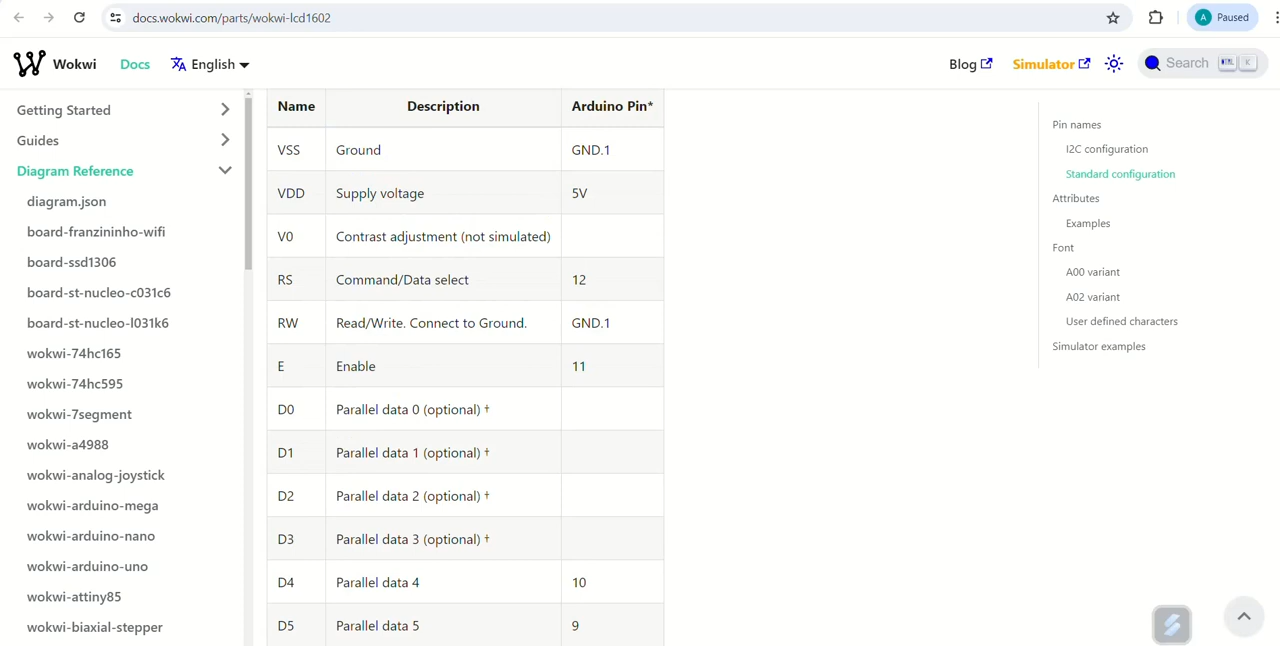 docs.wokwi.com/parts/wokwi-lcd1602
A Paused
Wokwi Docs English Blog Simulator Search K
Getting Started
Guides
Diagram Reference
diagram.json
board-franzininho-wifi
board-ssd1306
board-st-nucleo-c031c6
board-st-nucleo-l031k6
wokwi-74hc165
wokwi-74hc595
wokwi-7segment
wokwi-a4988
wokwi-analog-joystick
wokwi-arduino-mega
wokwi-arduino-nano
wokwi-arduino-uno
wokwi-attiny85
wokwi-biaxial-stepper
Name Description Arduino Pin*
VSS Ground GND.1
VDD Supply voltage 5V
V0 Contrast adjustment (not simulated)
RS Command/Data select 12
RW Read/Write. Connect to Ground. GND.1
E Enable 11
D0 Parallel data 0 (optional) †
D1 Parallel data 1 (optional) †
D2 Parallel data 2 (optional) †
D3 Parallel data 3 (optional) †
D4 Parallel data 4 10
D5 Parallel data 5 9
Pin names
I2C configuration
Standard configuration
Attributes
Examples
Font
A00 variant
A02 variant
User defined characters
Simulator examples